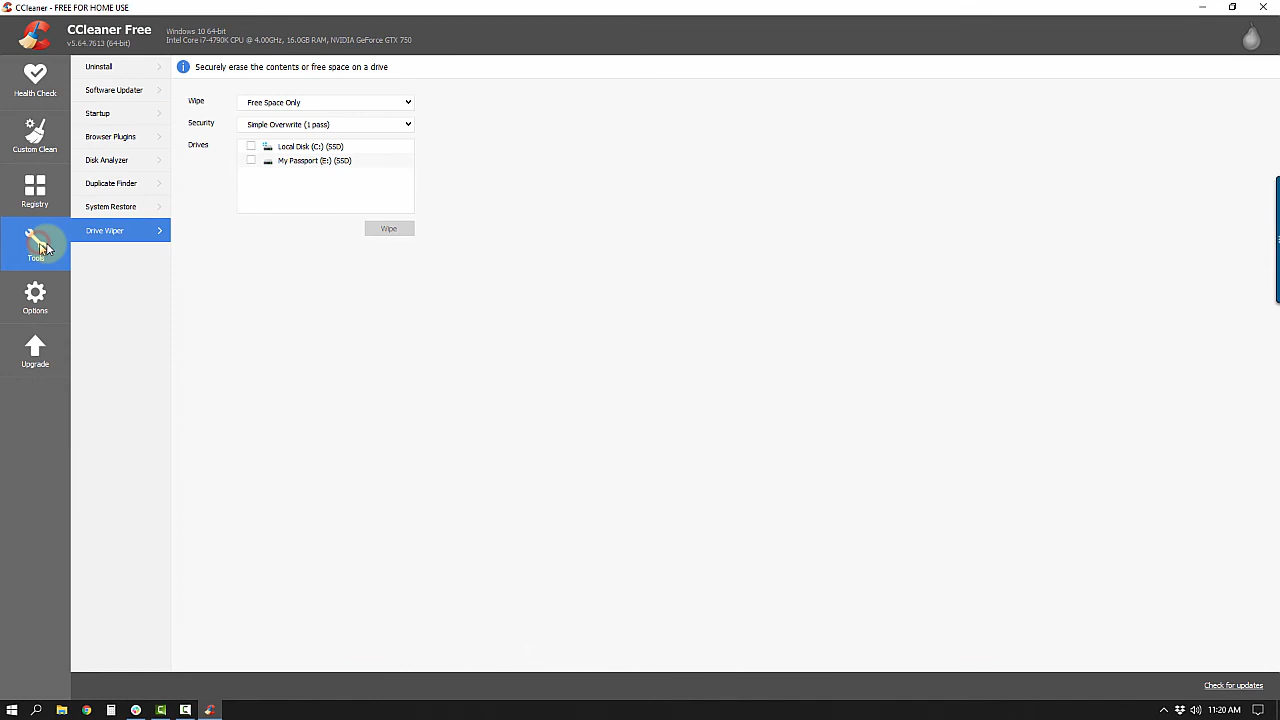 CCleaner - FREE FOR HOME USE
CCleaner Free
v5.64.7613 (64-bit)
Windows 10 64-bit
Intel Core i7-4790K CPU @ 4.00GHz, 16.0GB RAM, NVIDIA GeForce GTX 750
Health Check
Custom Clean
Registry
Tools
Options
Upgrade
Uninstall
Software Updater
Startup
Browser Plugins
Disk Analyzer
Duplicate Finder
System Restore
Drive Wiper
Securely erase the contents or free space on a drive
Wipe
Free Space Only
Security
Simple Overwrite (1 pass)
Drives
Local Disk (C:) (SSD)
My Passport (E:) (SSD)
Wipe
Check for updates
11:20 AM